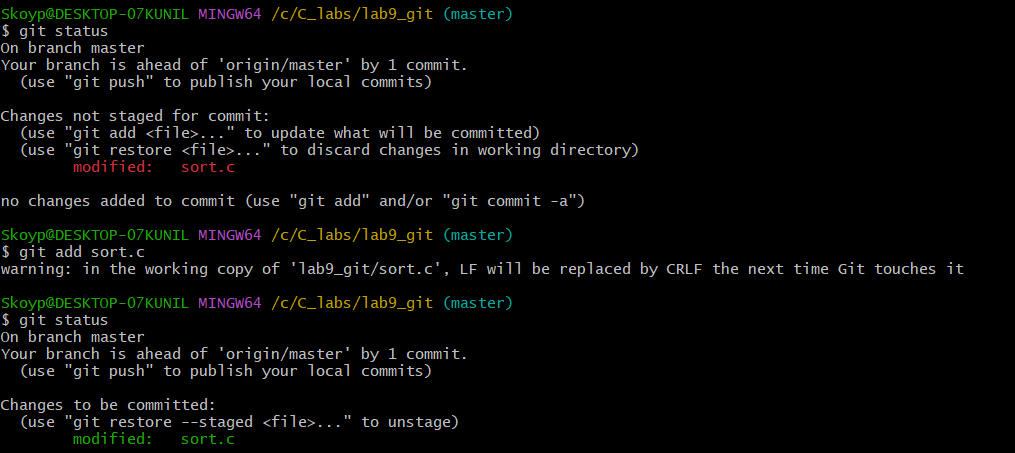 Skoyp@DESKTOP-O7KUNIL MINGW64 /c/C_labs/lab9_git (master)
$ git status
On branch master
Your branch is ahead of 'origin/master' by 1 commit.
  (use "git push" to publish your local commits)

Changes not staged for commit:
  (use "git add <file>..." to update what will be committed)
  (use "git restore <file>..." to discard changes in working directory)
        modified:   sort.c

no changes added to commit (use "git add" and/or "git commit -a")

Skoyp@DESKTOP-O7KUNIL MINGW64 /c/C_labs/lab9_git (master)
$ git add sort.c
warning: in the working copy of 'lab9_git/sort.c', LF will be replaced by CRLF the next time Git touches it

Skoyp@DESKTOP-O7KUNIL MINGW64 /c/C_labs/lab9_git (master)
$ git status
On branch master
Your branch is ahead of 'origin/master' by 1 commit.
  (use "git push" to publish your local commits)

Changes to be committed:
  (use "git restore --staged <file>..." to unstage)
        modified:   sort.c